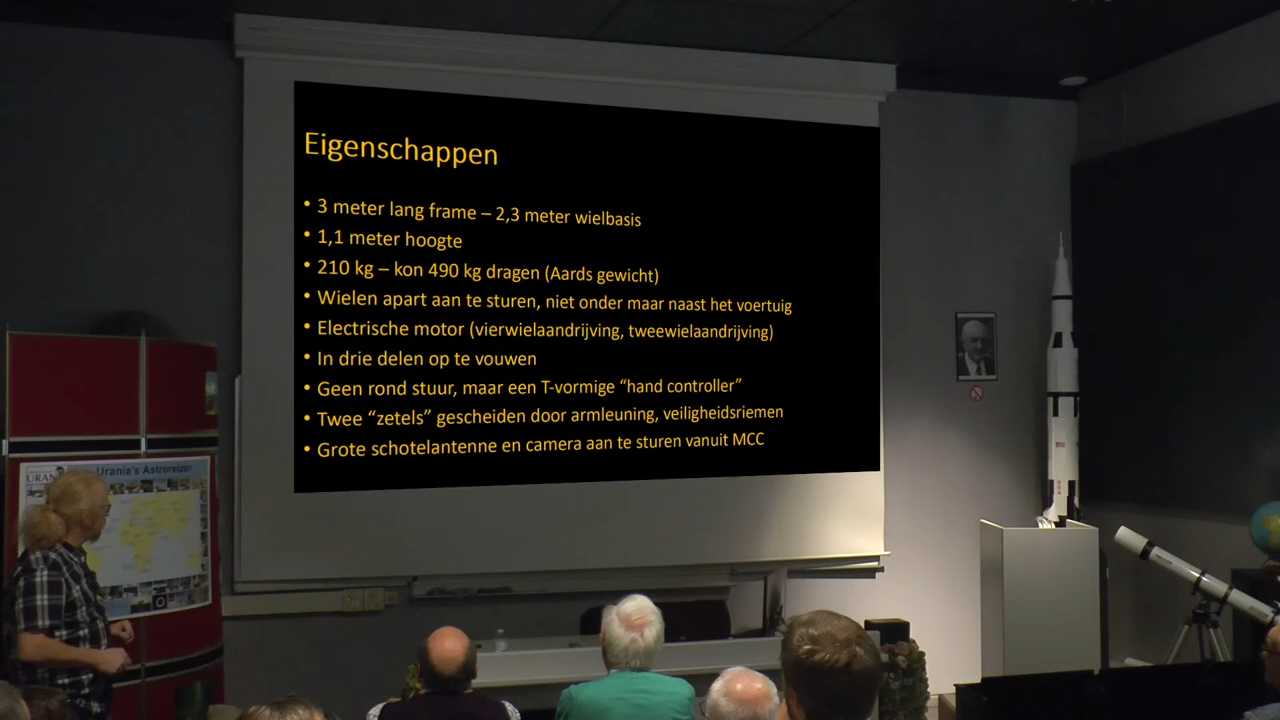 Eigenschappen
• 3 meter lang frame – 2,3 meter wielbasis
• 1,1 meter hoogte
• 210 kg – kon 490 kg dragen (Aards gewicht)
• Wielen apart aan te sturen, niet onder maar naast het voertuig
• Electrische motor (vierwielaandrijving, tweewielaandrijving)
• In drie delen op te vouwen
• Geen rond stuur, maar een T-vormige “hand controller”
• Twee “zetels” gescheiden door armleuning, veiligheidsriemen
• Grote schotelantenne en camera aan te sturen vanuit MCC
Urania's Astroreizen
USA